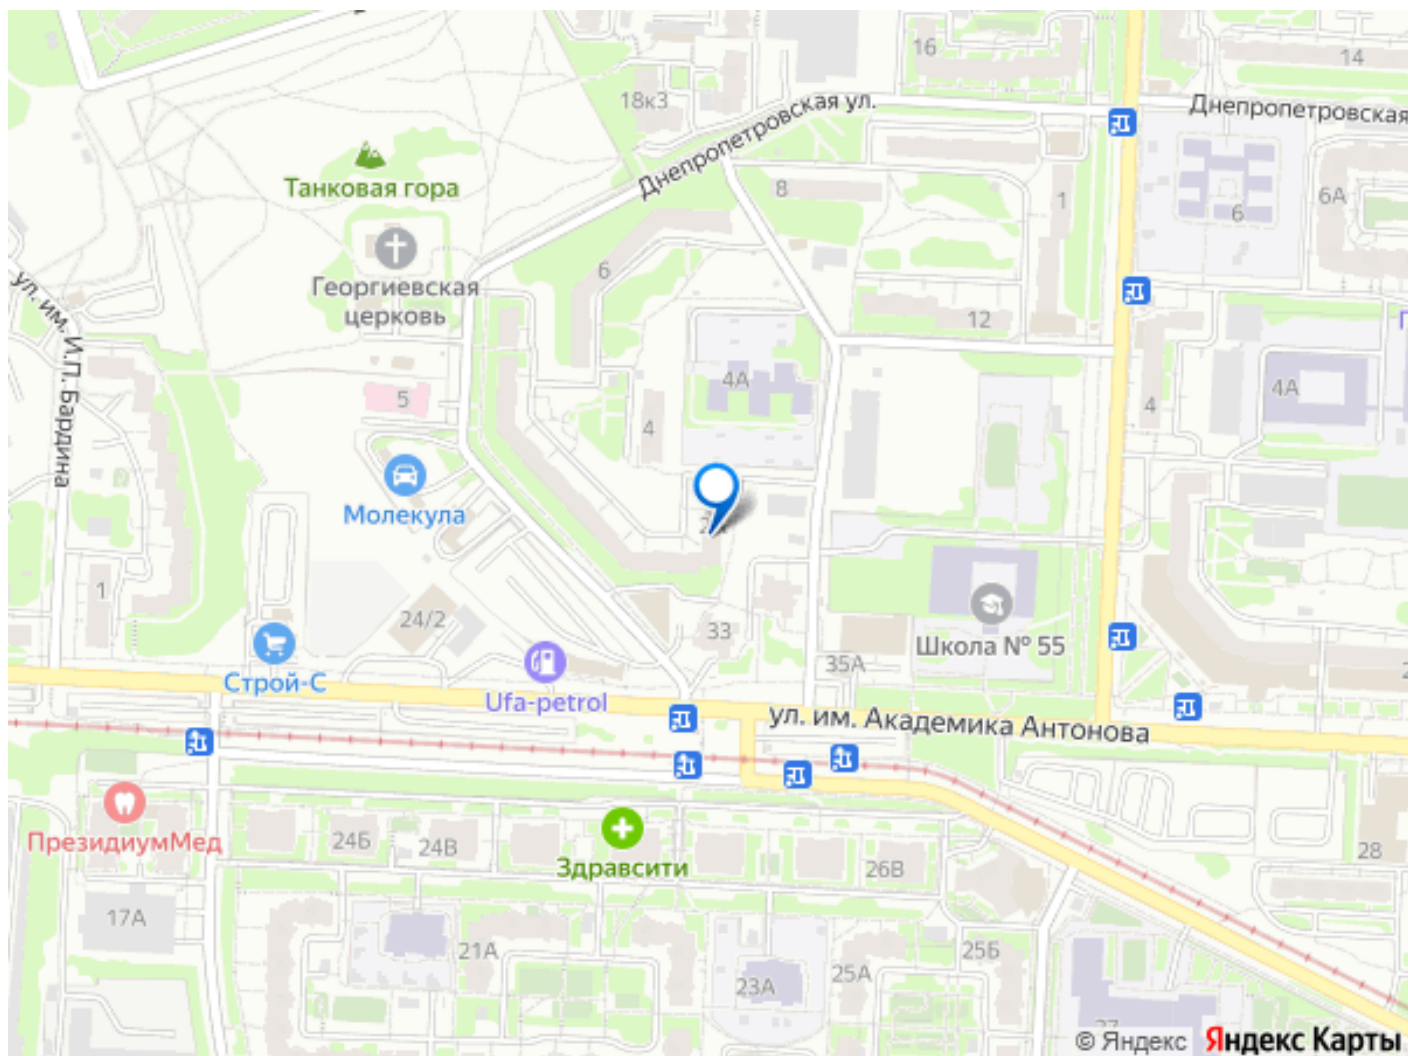 16
14
18к3
Днепропетровская ул.
Днепропетровская
Танковая гора
8
1
6А
6
Георгиевская
церковь
6
ул. им. И.П. Бардина
12
4А
5
4А
4
4
Молекула
1
24/2
33
Школа № 55
35А
Строй-С
Ufa-petrol
ул. им. Академика Антонова
ПрезидиумМед
24Б
24В
Здравсити
26В
28
17А
21А
23А
25А
25Б
© Яндекс
Яндекс Карты